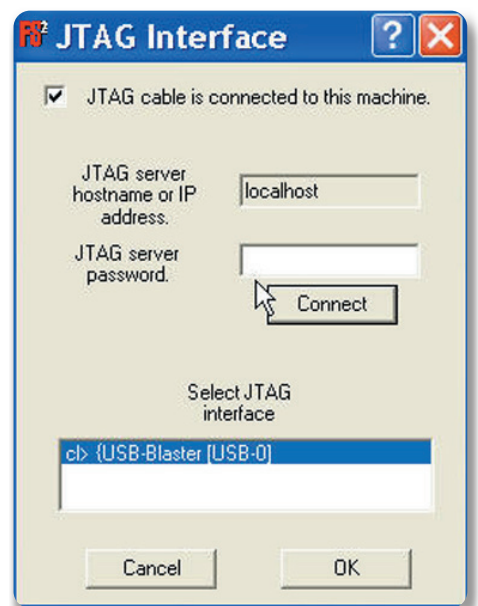 FS² JTAG Interface ?
JTAG cable is connected to this machine.
JTAG server
hostname or IP
address.
localhost
JTAG server
password.
Connect
Select JTAG
interface
cl> {USB-Blaster [USB-0]
Cancel OK